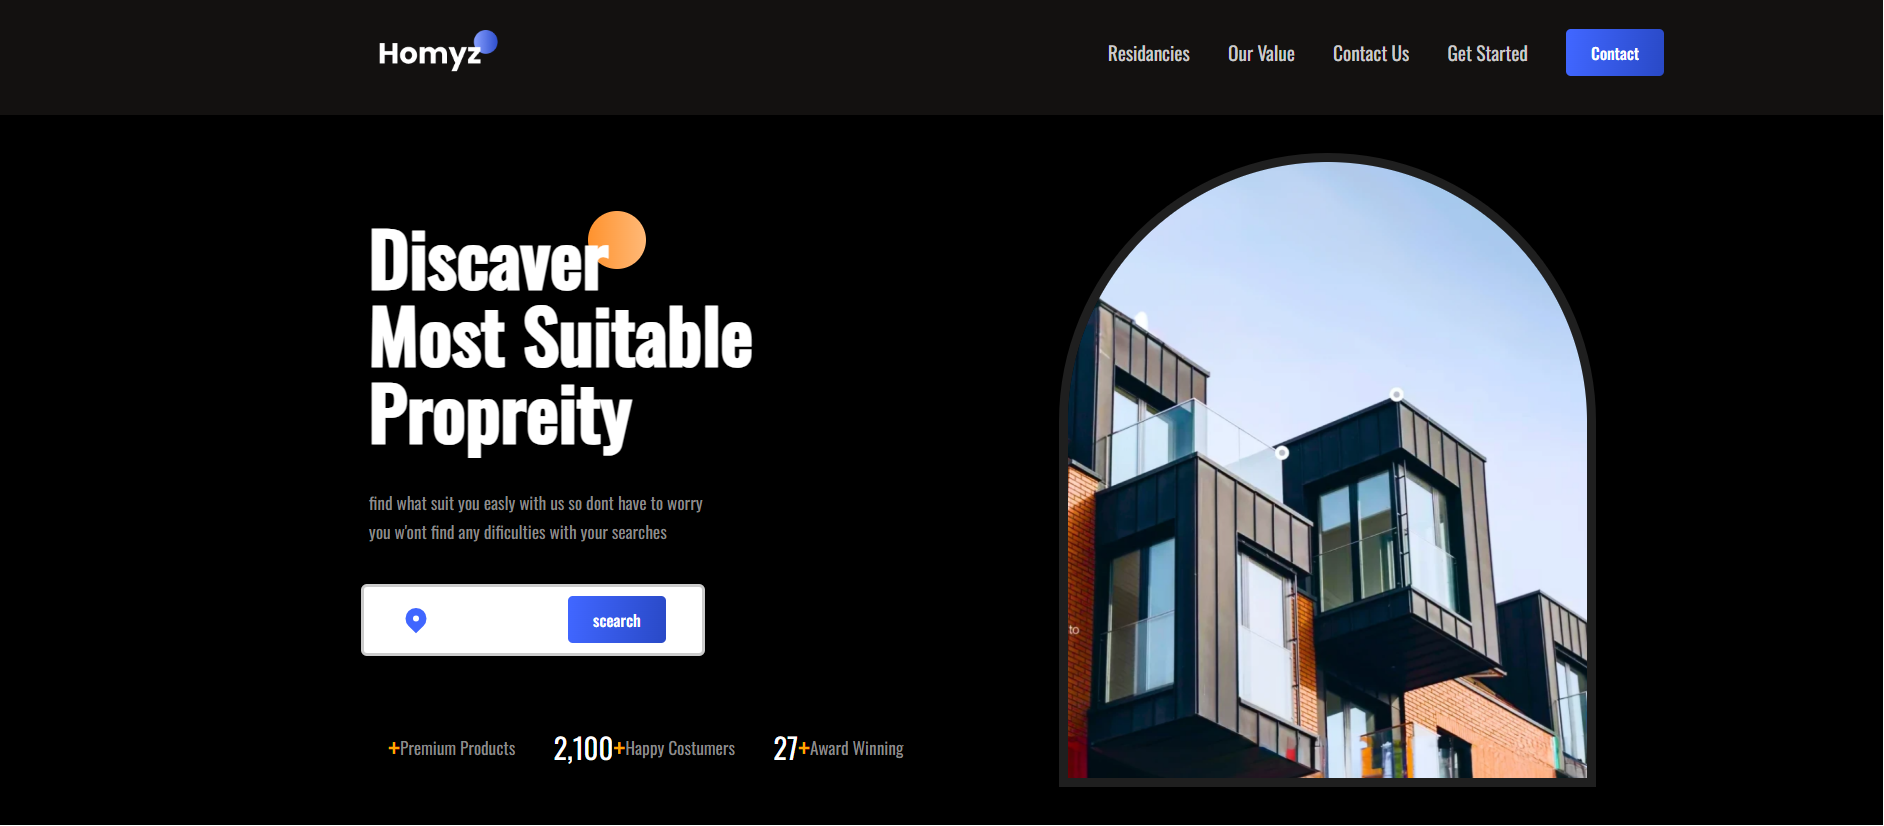 Homyz
Residancies Our Value Contact Us Get Started Contact
Discaver
Most Suitable
Propreity
find what suit you easly with us so dont have to worry
you w'ont find any dificulties with your searches
scearch
to
+Premium Products 2,100+Happy Costumers 27+Award Winning